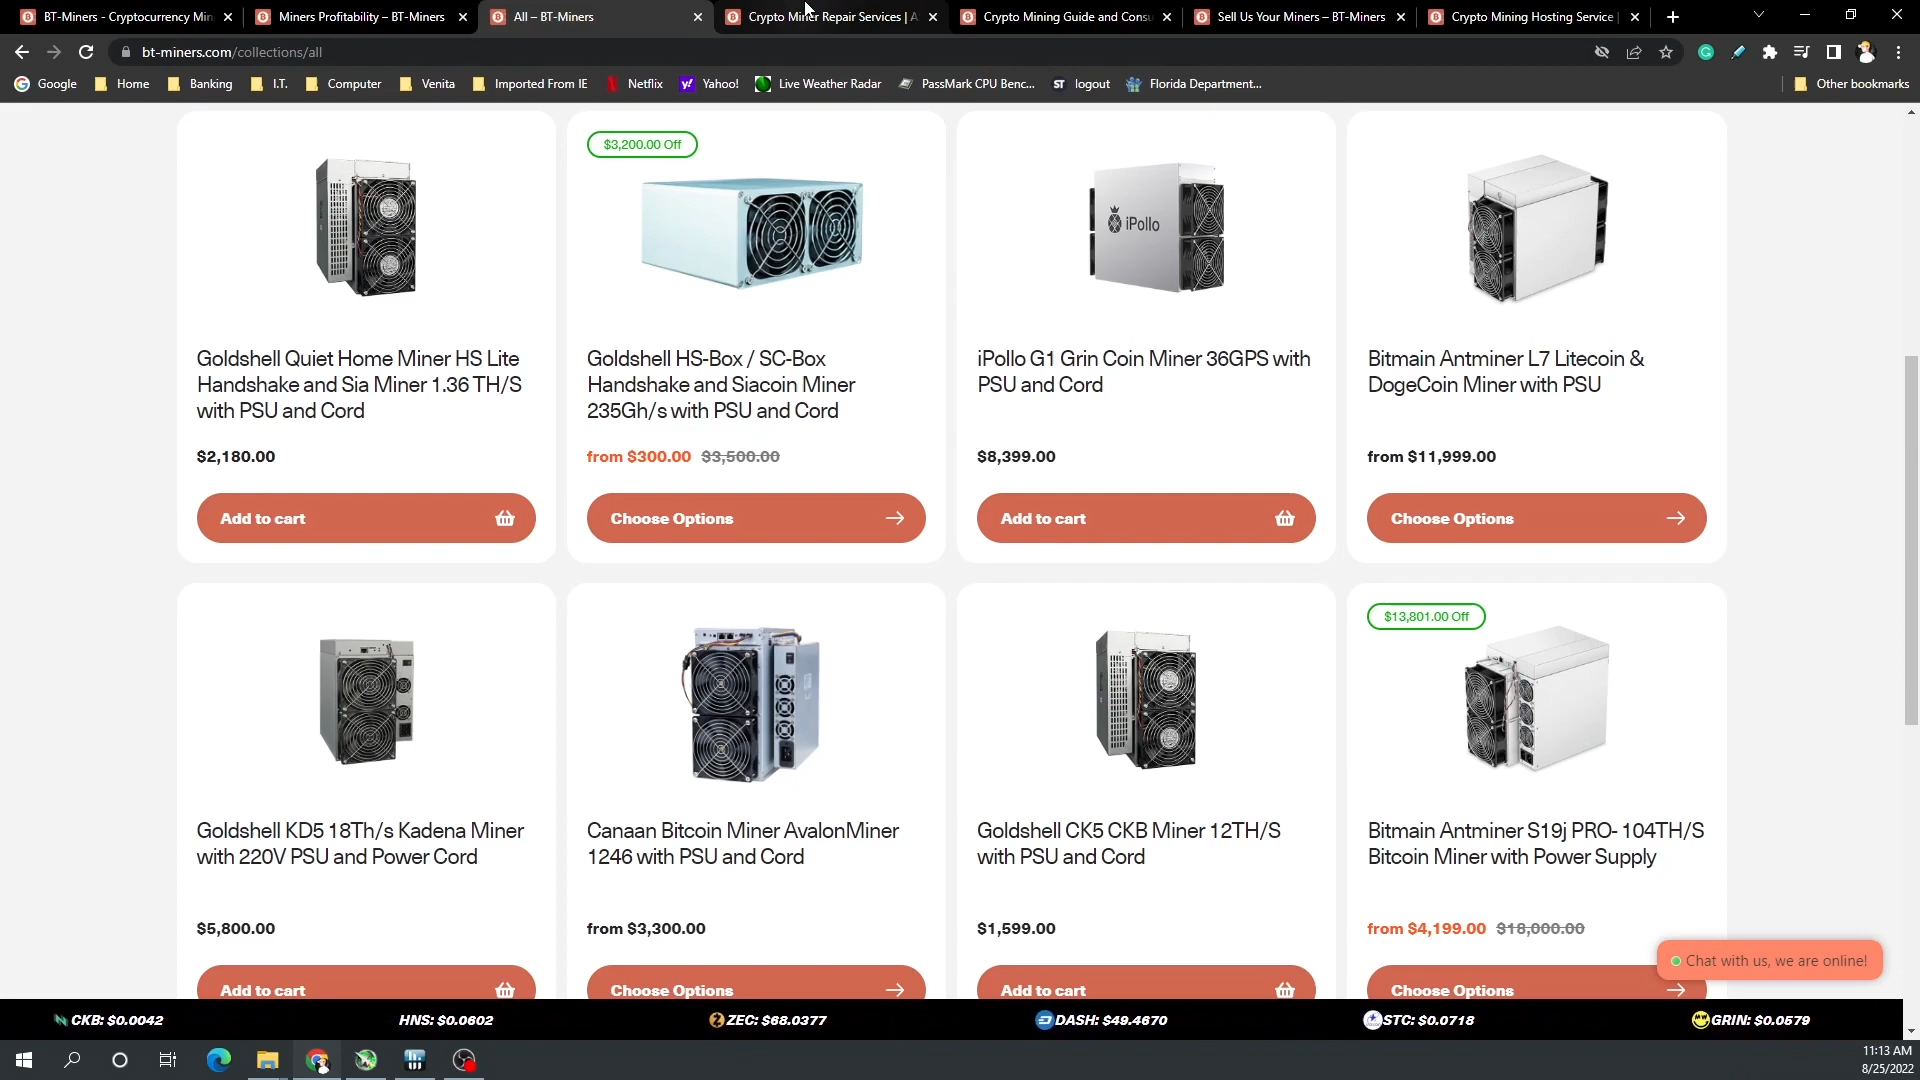 BT-Miners - Cryptocurrency Min
Miners Profitability – BT-Miners
All – BT-Miners
Crypto Miner Repair Services | A
Crypto Mining Guide and Consu
Sell Us Your Miners – BT-Miners
Crypto Mining Hosting Service |
bt-miners.com/collections/all
Google
Home
Banking
I.T.
Computer
Venita
Imported From IE
Netflix
Yahoo!
Live Weather Radar
PassMark CPU Benc...
ST logout
Florida Department...
Other bookmarks
$3,200.00 Off
iPollo
Goldshell Quiet Home Miner HS Lite
Handshake and Sia Miner 1.36 TH/S
with PSU and Cord
$2,180.00
Add to cart
Goldshell HS-Box / SC-Box
Handshake and Siacoin Miner
235Gh/s with PSU and Cord
from $300.00 $3,500.00
Choose Options
iPollo G1 Grin Coin Miner 36GPS with
PSU and Cord
$8,399.00
Add to cart
Bitmain Antminer L7 Litecoin &
DogeCoin Miner with PSU
from $11,999.00
Choose Options
$13,801.00 Off
Goldshell KD5 18Th/s Kadena Miner
with 220V PSU and Power Cord
$5,800.00
Add to cart
Canaan Bitcoin Miner AvalonMiner
1246 with PSU and Cord
from $3,300.00
Choose Options
Goldshell CK5 CKB Miner 12TH/S
with PSU and Cord
$1,599.00
Add to cart
Bitmain Antminer S19j PRO- 104TH/S
Bitcoin Miner with Power Supply
from $4,199.00 $18,000.00
Choose Options
Chat with us, we are online!
CKB: $0.0042
HNS: $0.0602
ZEC: $68.0377
DASH: $49.4670
STC: $0.0718
GRIN: $0.0579
11:13 AM
8/25/2022